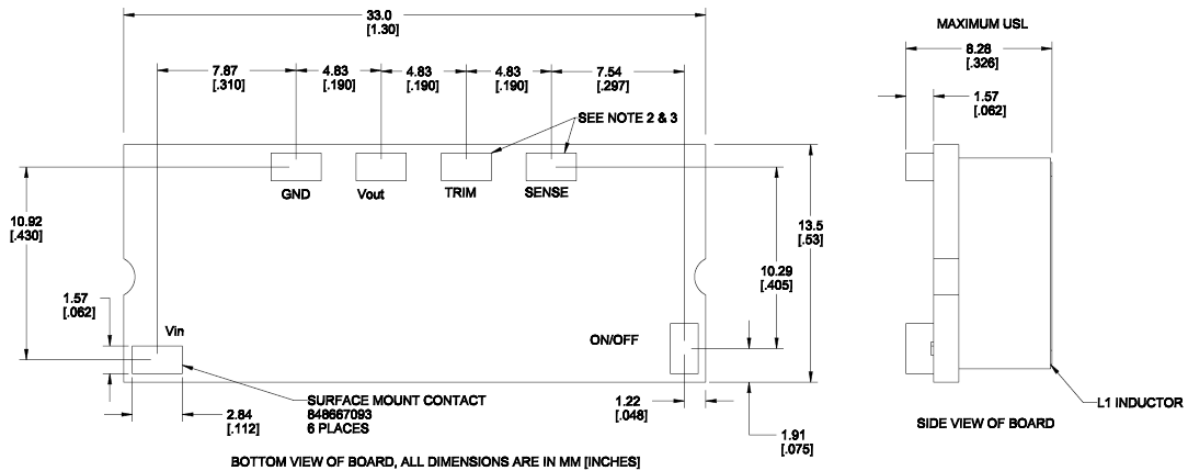 33.0
[1.30]
MAXIMUM USL
8.28
[.326]
7.87
[.310]
4.83
[.190]
4.83
[.190]
4.83
[.190]
7.54
[.297]
1.57
[.062]
SEE NOTE 2 & 3
GND
Vout
TRIM
SENSE
10.92
[.430]
13.5
[.53]
10.29
[.405]
1.57
[.062]
Vin
ON/OFF
SURFACE MOUNT CONTACT
848667093
6 PLACES
2.84
[.112]
1.22
[.048]
1.91
[.075]
L1 INDUCTOR
SIDE VIEW OF BOARD
BOTTOM VIEW OF BOARD, ALL DIMENSIONS ARE IN MM [INCHES]